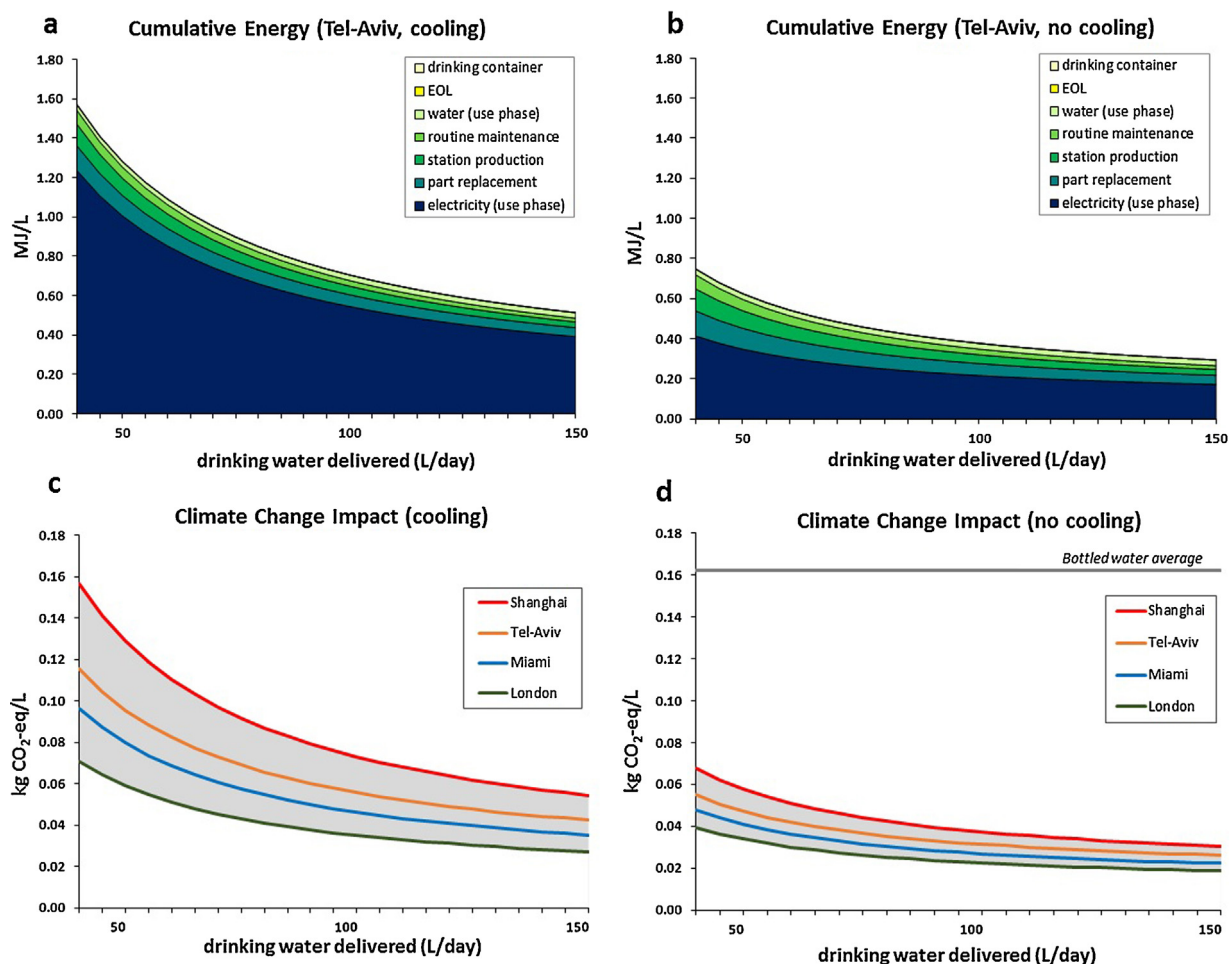 a
Cumulative Energy (Tel-Aviv, cooling)
1.80
1.60
1.40
1.20
1.00
0.80
0.60
0.40
0.20
0.00
MJ/L
drinking container
EOL
water (use phase)
routine maintenance
station production
part replacement
electricity (use phase)
50
100
150
drinking water delivered (L/day)
b
Cumulative Energy (Tel-Aviv, no cooling)
1.80
1.60
1.40
1.20
1.00
0.80
0.60
0.40
0.20
0.00
MJ/L
drinking container
EOL
water (use phase)
routine maintenance
station production
part replacement
electricity (use phase)
50
100
150
drinking water delivered (L/day)
c
Climate Change Impact (cooling)
0.18
0.16
0.14
0.12
0.10
0.08
0.06
0.04
0.02
0.00
kg CO₂-eq/L
Shanghai
Tel-Aviv
Miami
London
50
100
150
drinking water delivered (L/day)
d
Climate Change Impact (no cooling)
0.18
0.16
0.14
0.12
0.10
0.08
0.06
0.04
0.02
0.00
kg CO₂-eq/L
Bottled water average
Shanghai
Tel-Aviv
Miami
London
50
100
150
drinking water delivered (L/day)